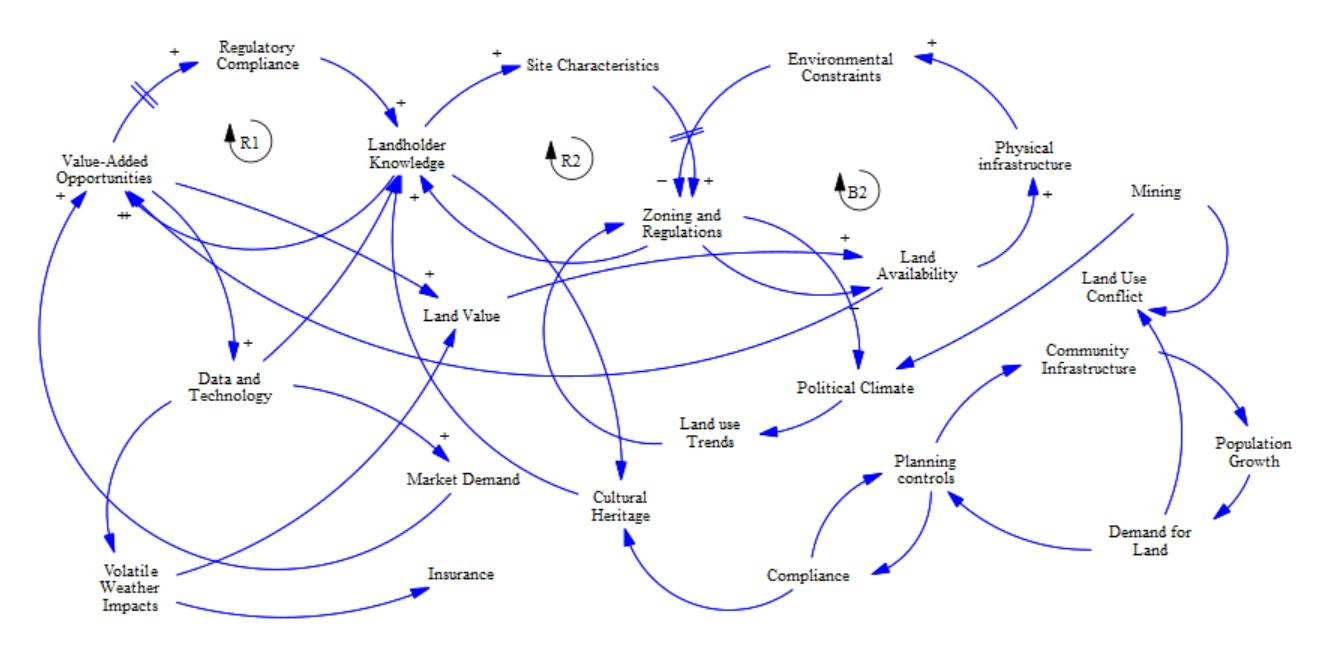 +
Regulatory
Compliance
+
Site Characteristics
+
Environmental
Constraints
+
R1
Landholder
Knowledge
R2
Physical
infrastructure
Value-Added
Opportunities
+
++
+
−
+
B2
+
Mining
Zoning and
Regulations
+
Land
Availability
−
Land Use
Conflict
+
Land Value
+
Data and
Technology
Community
Infrastructure
Political Climate
Land use
Trends
+
Market Demand
Population
Growth
Planning
controls
Cultural
Heritage
Demand for
Land
Volatile
Weather
Impacts
Insurance
Compliance